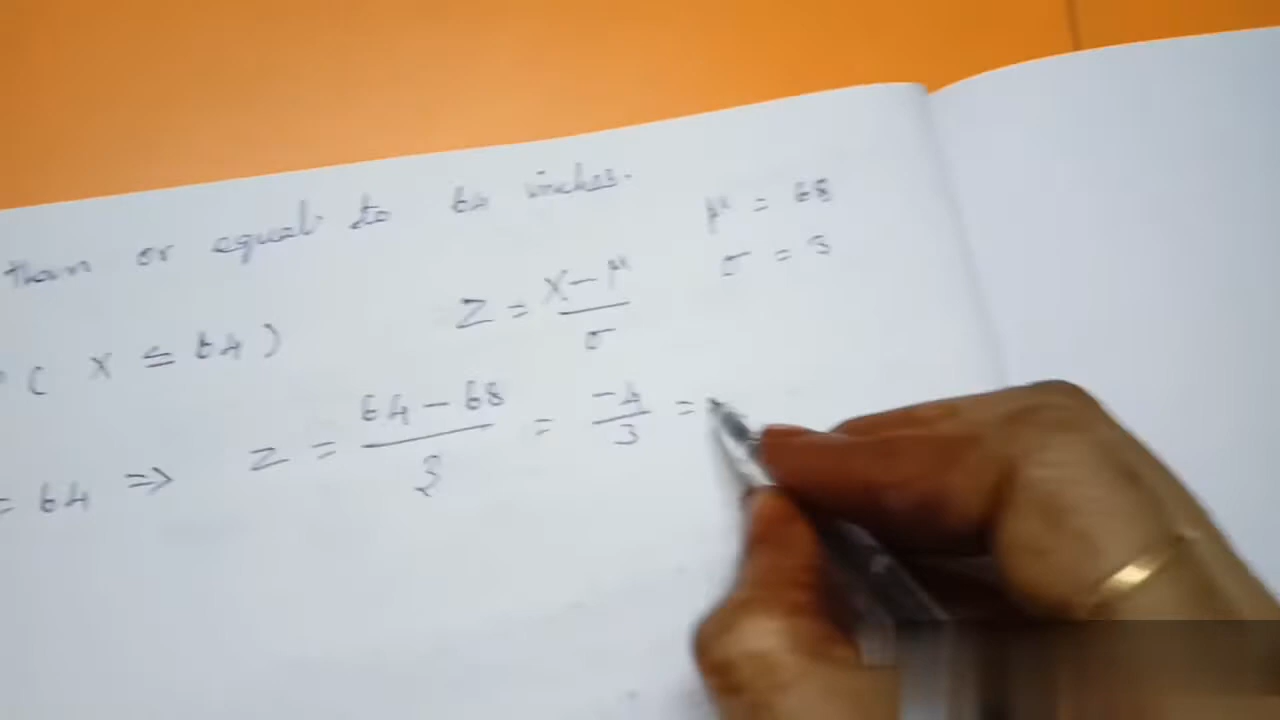 than or equal to 64 inches.
μ = 68
σ = 3
( X ≤ 64)
Z = X-μ/σ
= 64 ⇒ Z = 64-68/3 = -4/3 =